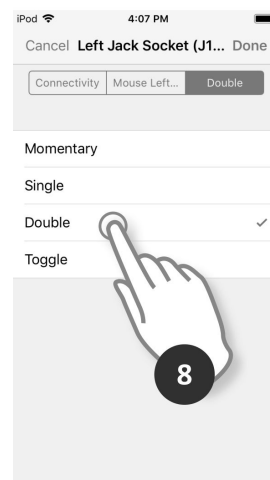 iPod 4:07 PM
Cancel Left Jack Socket (J1... Done
Connectivity Mouse Left... Double
Momentary
Single
Double
Toggle
8